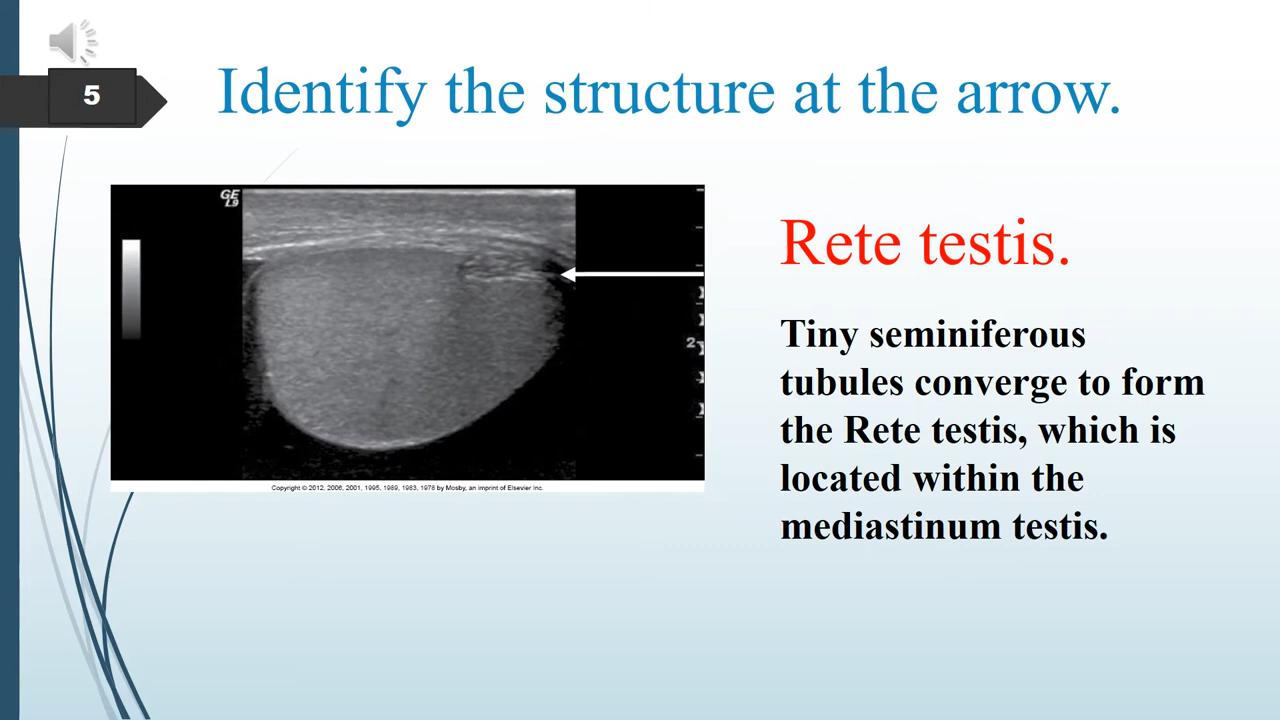 5
Identify the structure at the arrow.
GE
L9
2
Rete testis.
Tiny seminiferous
tubules converge to form
the Rete testis, which is
located within the
mediastinum testis.
Copyright © 2012, 2006, 2001, 1995, 1989, 1983, 1978 by Mosby, an imprint of Elsevier Inc.